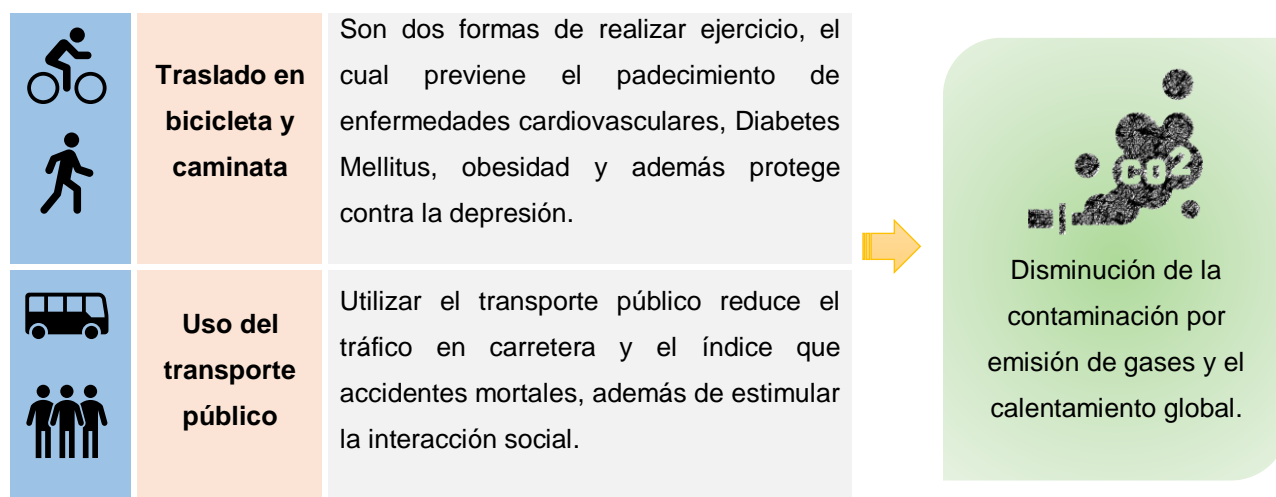 Traslado en
bicicleta y
caminata
Son dos formas de realizar ejercicio, el
cual previene el padecimiento de
enfermedades cardiovasculares, Diabetes
Mellitus, obesidad y además protege
contra la depresión.
Uso del
transporte
público
Utilizar el transporte público reduce el
tráfico en carretera y el índice que
accidentes mortales, además de estimular
la interacción social.
CO2
Disminución de la
contaminación por
emisión de gases y el
calentamiento global.